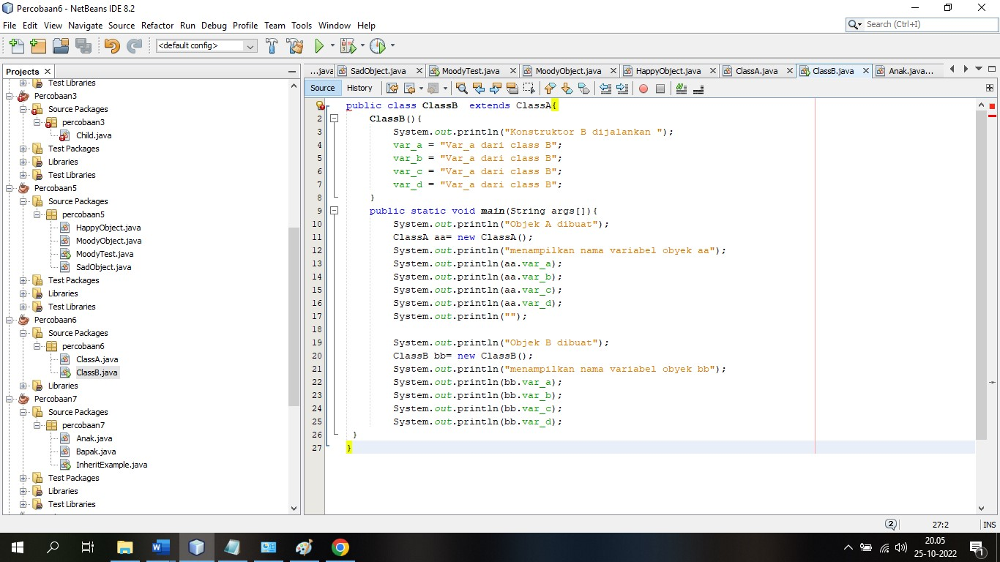 Percobaan6 - NetBeans IDE 8.2
File Edit View Navigate Source Refactor Run Debug Profile Team Tools Window Help
Search (Ctrl+I)
<default config>
Projects
Test Libraries
Percobaan3
Source Packages
percobaan3
Child.java
Test Packages
Libraries
Test Libraries
Percobaan5
Source Packages
percobaan5
HappyObject.java
MoodyObject.java
MoodyTest.java
SadObject.java
Test Packages
Libraries
Test Libraries
Percobaan6
Source Packages
percobaan6
ClassA.java
ClassB.java
Libraries
Percobaan7
Source Packages
percobaan7
Anak.java
Bapak.java
InheritExample.java
Test Packages
Libraries
Test Libraries
...java SadObject.java MoodyTest.java MoodyObject.java HappyObject.java ClassA.java ClassB.java Anak.java...
Source History
public class ClassB  extends ClassA{
2 ClassB(){
3 System.out.println("Konstruktor B dijalankan ");
4 var_a = "Var_a dari class B";
5 var_b = "Var_a dari class B";
6 var_c = "Var_a dari class B";
7 var_d = "Var_a dari class B";
8 }
9 public static void main(String args[]){
10 System.out.println("Objek A dibuat");
11 ClassA aa= new ClassA();
12 System.out.println("menampilkan nama variabel obyek aa");
13 System.out.println(aa.var_a);
14 System.out.println(aa.var_b);
15 System.out.println(aa.var_c);
16 System.out.println(aa.var_d);
17 System.out.println("");
18
19 System.out.println("Objek B dibuat");
20 ClassB bb= new ClassB();
21 System.out.println("menampilkan nama variabel obyek bb");
22 System.out.println(bb.var_a);
23 System.out.println(bb.var_b);
24 System.out.println(bb.var_c);
25 System.out.println(bb.var_d);
26 }
27 }
2 27:2 INS
20.05
25-10-2022
1